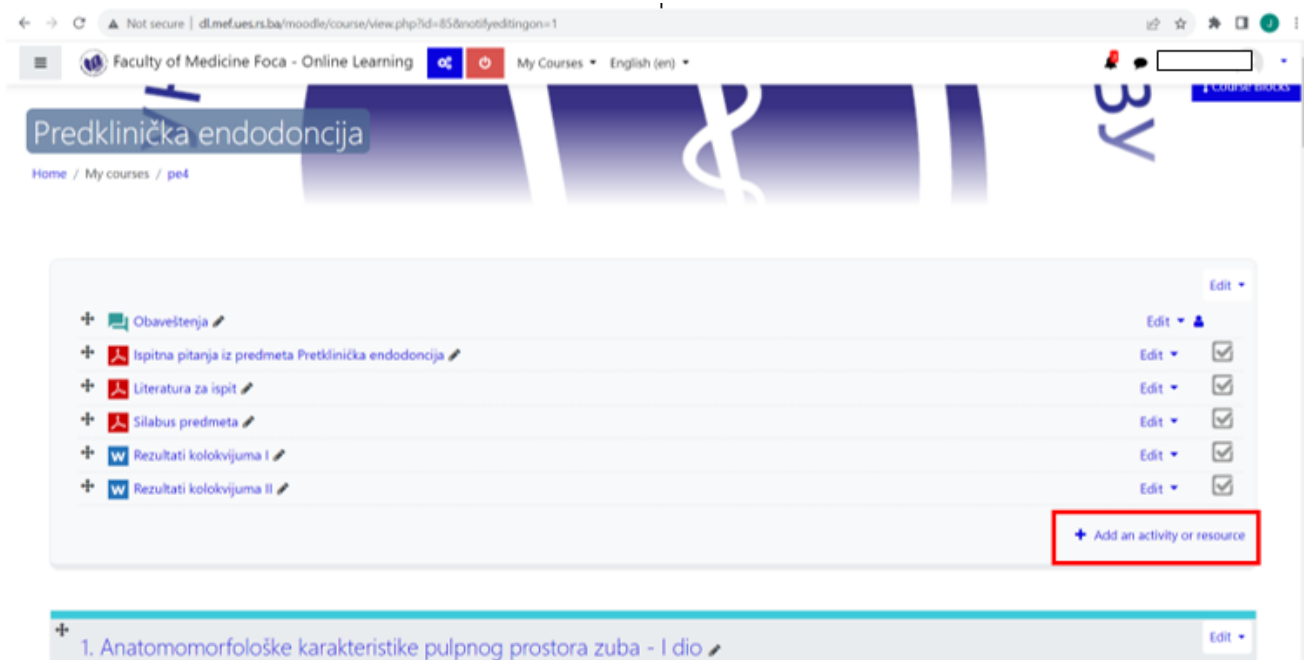 Not secure | dl.mef.ues.rs.ba/moodle/course/view.php?id=85&notifyeditingon=1
Faculty of Medicine Foca - Online Learning My Courses English (en)
Course Blocks
Predklinička endodoncija
Home / My courses / pe4
Ву
Edit
Obaveštenja Edit
Ispitna pitanja iz predmeta Pretklinička endodoncija Edit
Literatura za ispit Edit
Silabus predmeta Edit
W Rezultati kolokvijuma I Edit
W Rezultati kolokvijuma II Edit
+ Add an activity or resource
1. Anatomomorfološke karakteristike pulpnog prostora zuba - I dio Edit